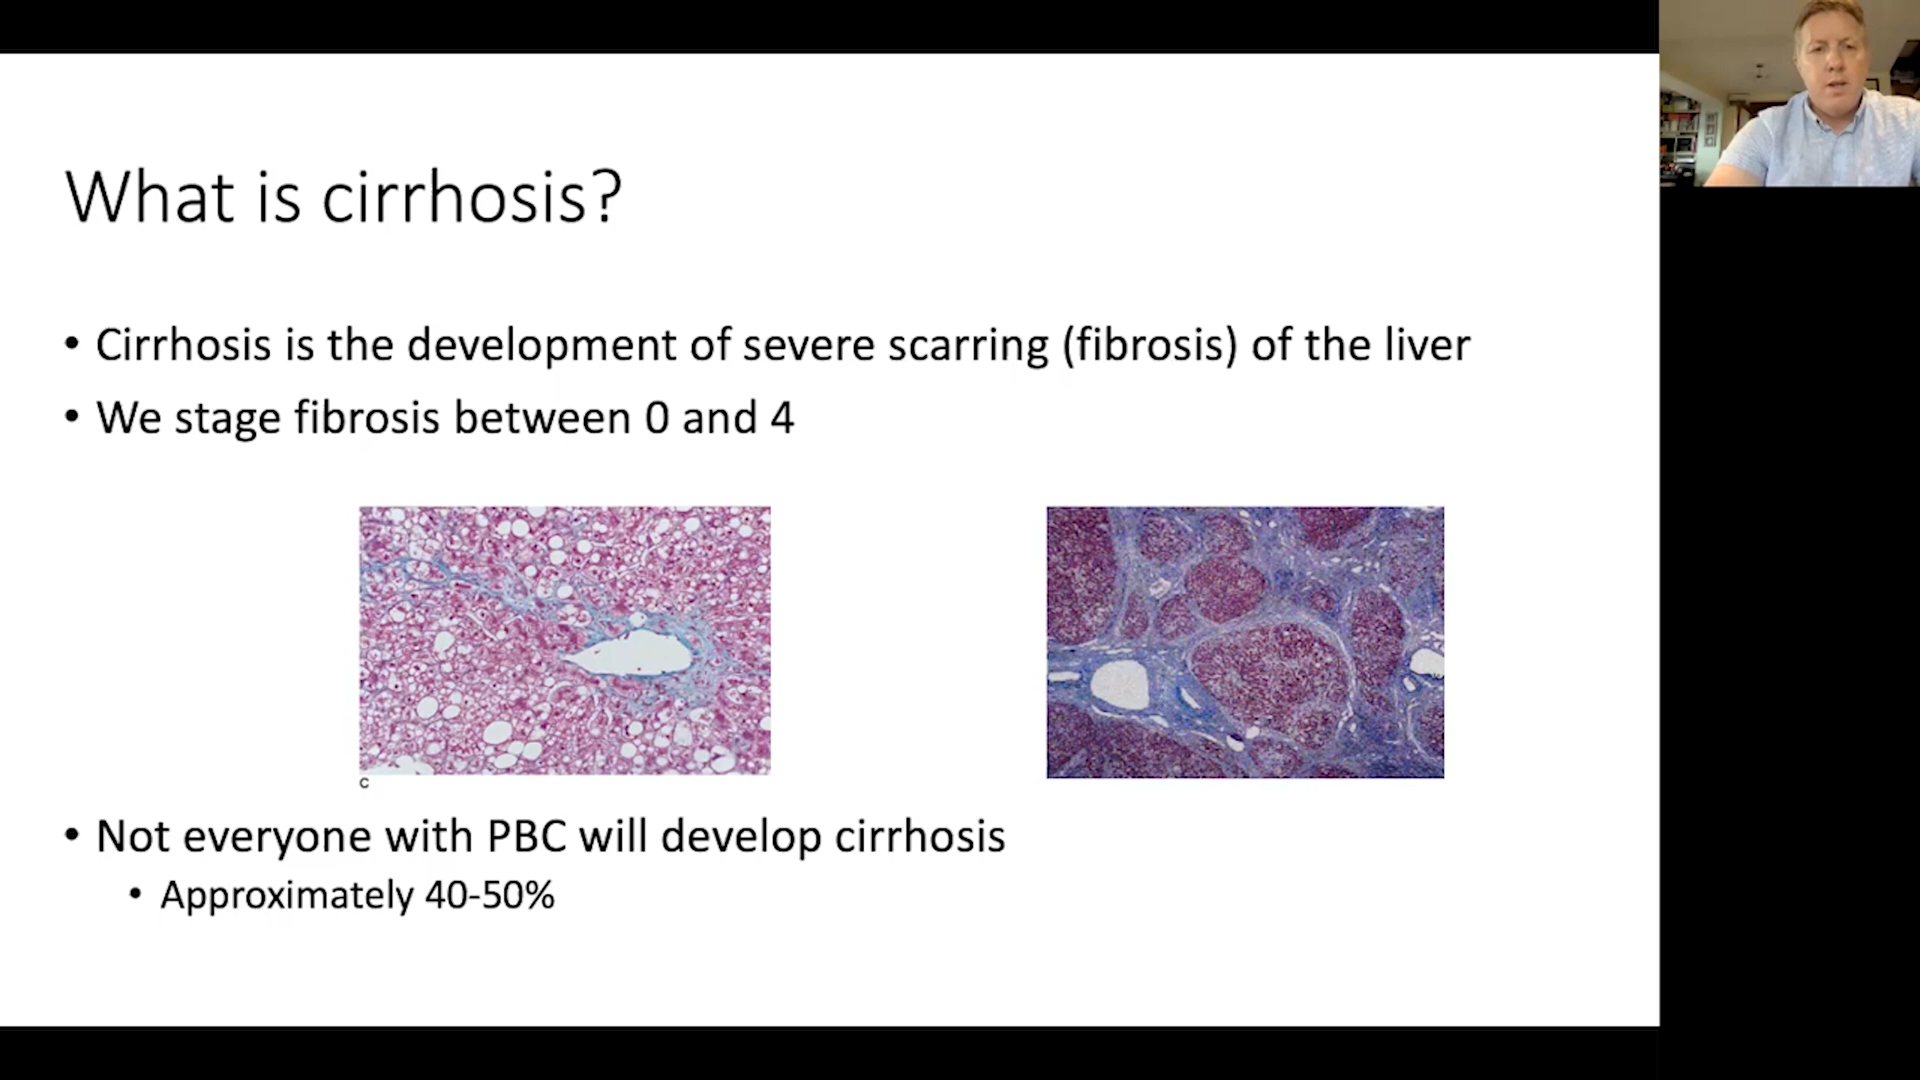 What is cirrhosis?
• Cirrhosis is the development of severe scarring (fibrosis) of the liver
• We stage fibrosis between 0 and 4
C
• Not everyone with PBC will develop cirrhosis
• Approximately 40-50%